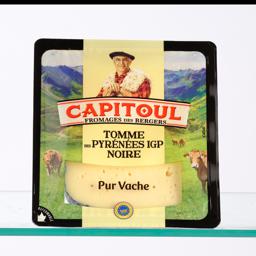 CAPITOUL
FROMAGES DES BERGERS
TOMME
DES PYRÉNÉES IGP
NOIRE
Pur Vache